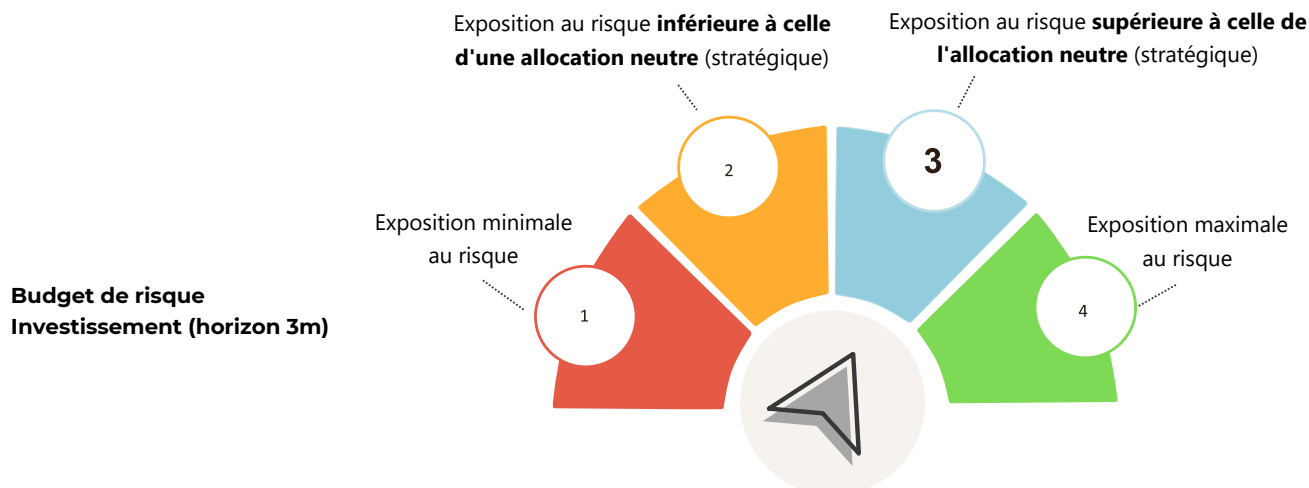 Exposition au risque inférieure à celle
d'une allocation neutre (stratégique)
Exposition au risque supérieure à celle de
l'allocation neutre (stratégique)
2
3
Exposition minimale
au risque
Exposition maximale
au risque
Budget de risque
Investissement (horizon 3m)
1
4